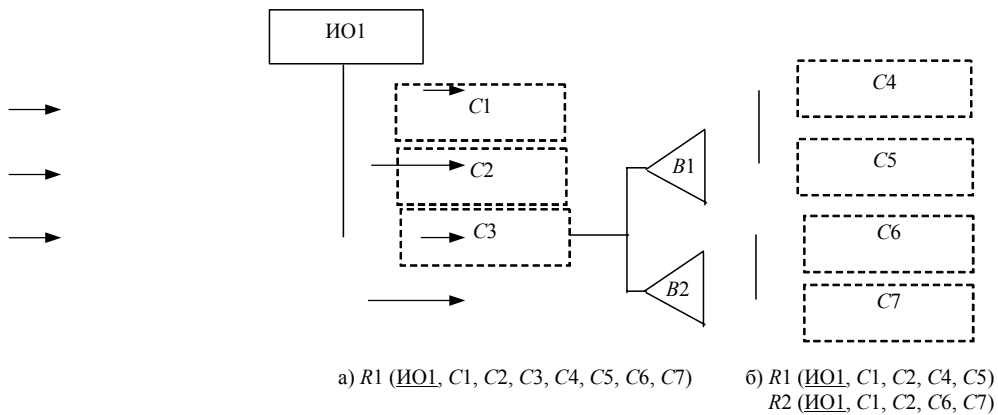 ИО1
C1
C2
C3
B1
B2
C4
C5
C6
C7
а) R1 (ИО1, C1, C2, C3, C4, C5, C6, C7)
б) R1 (ИО1, C1, C2, C4, C5)
R2 (ИО1, C1, C2, C6, C7)